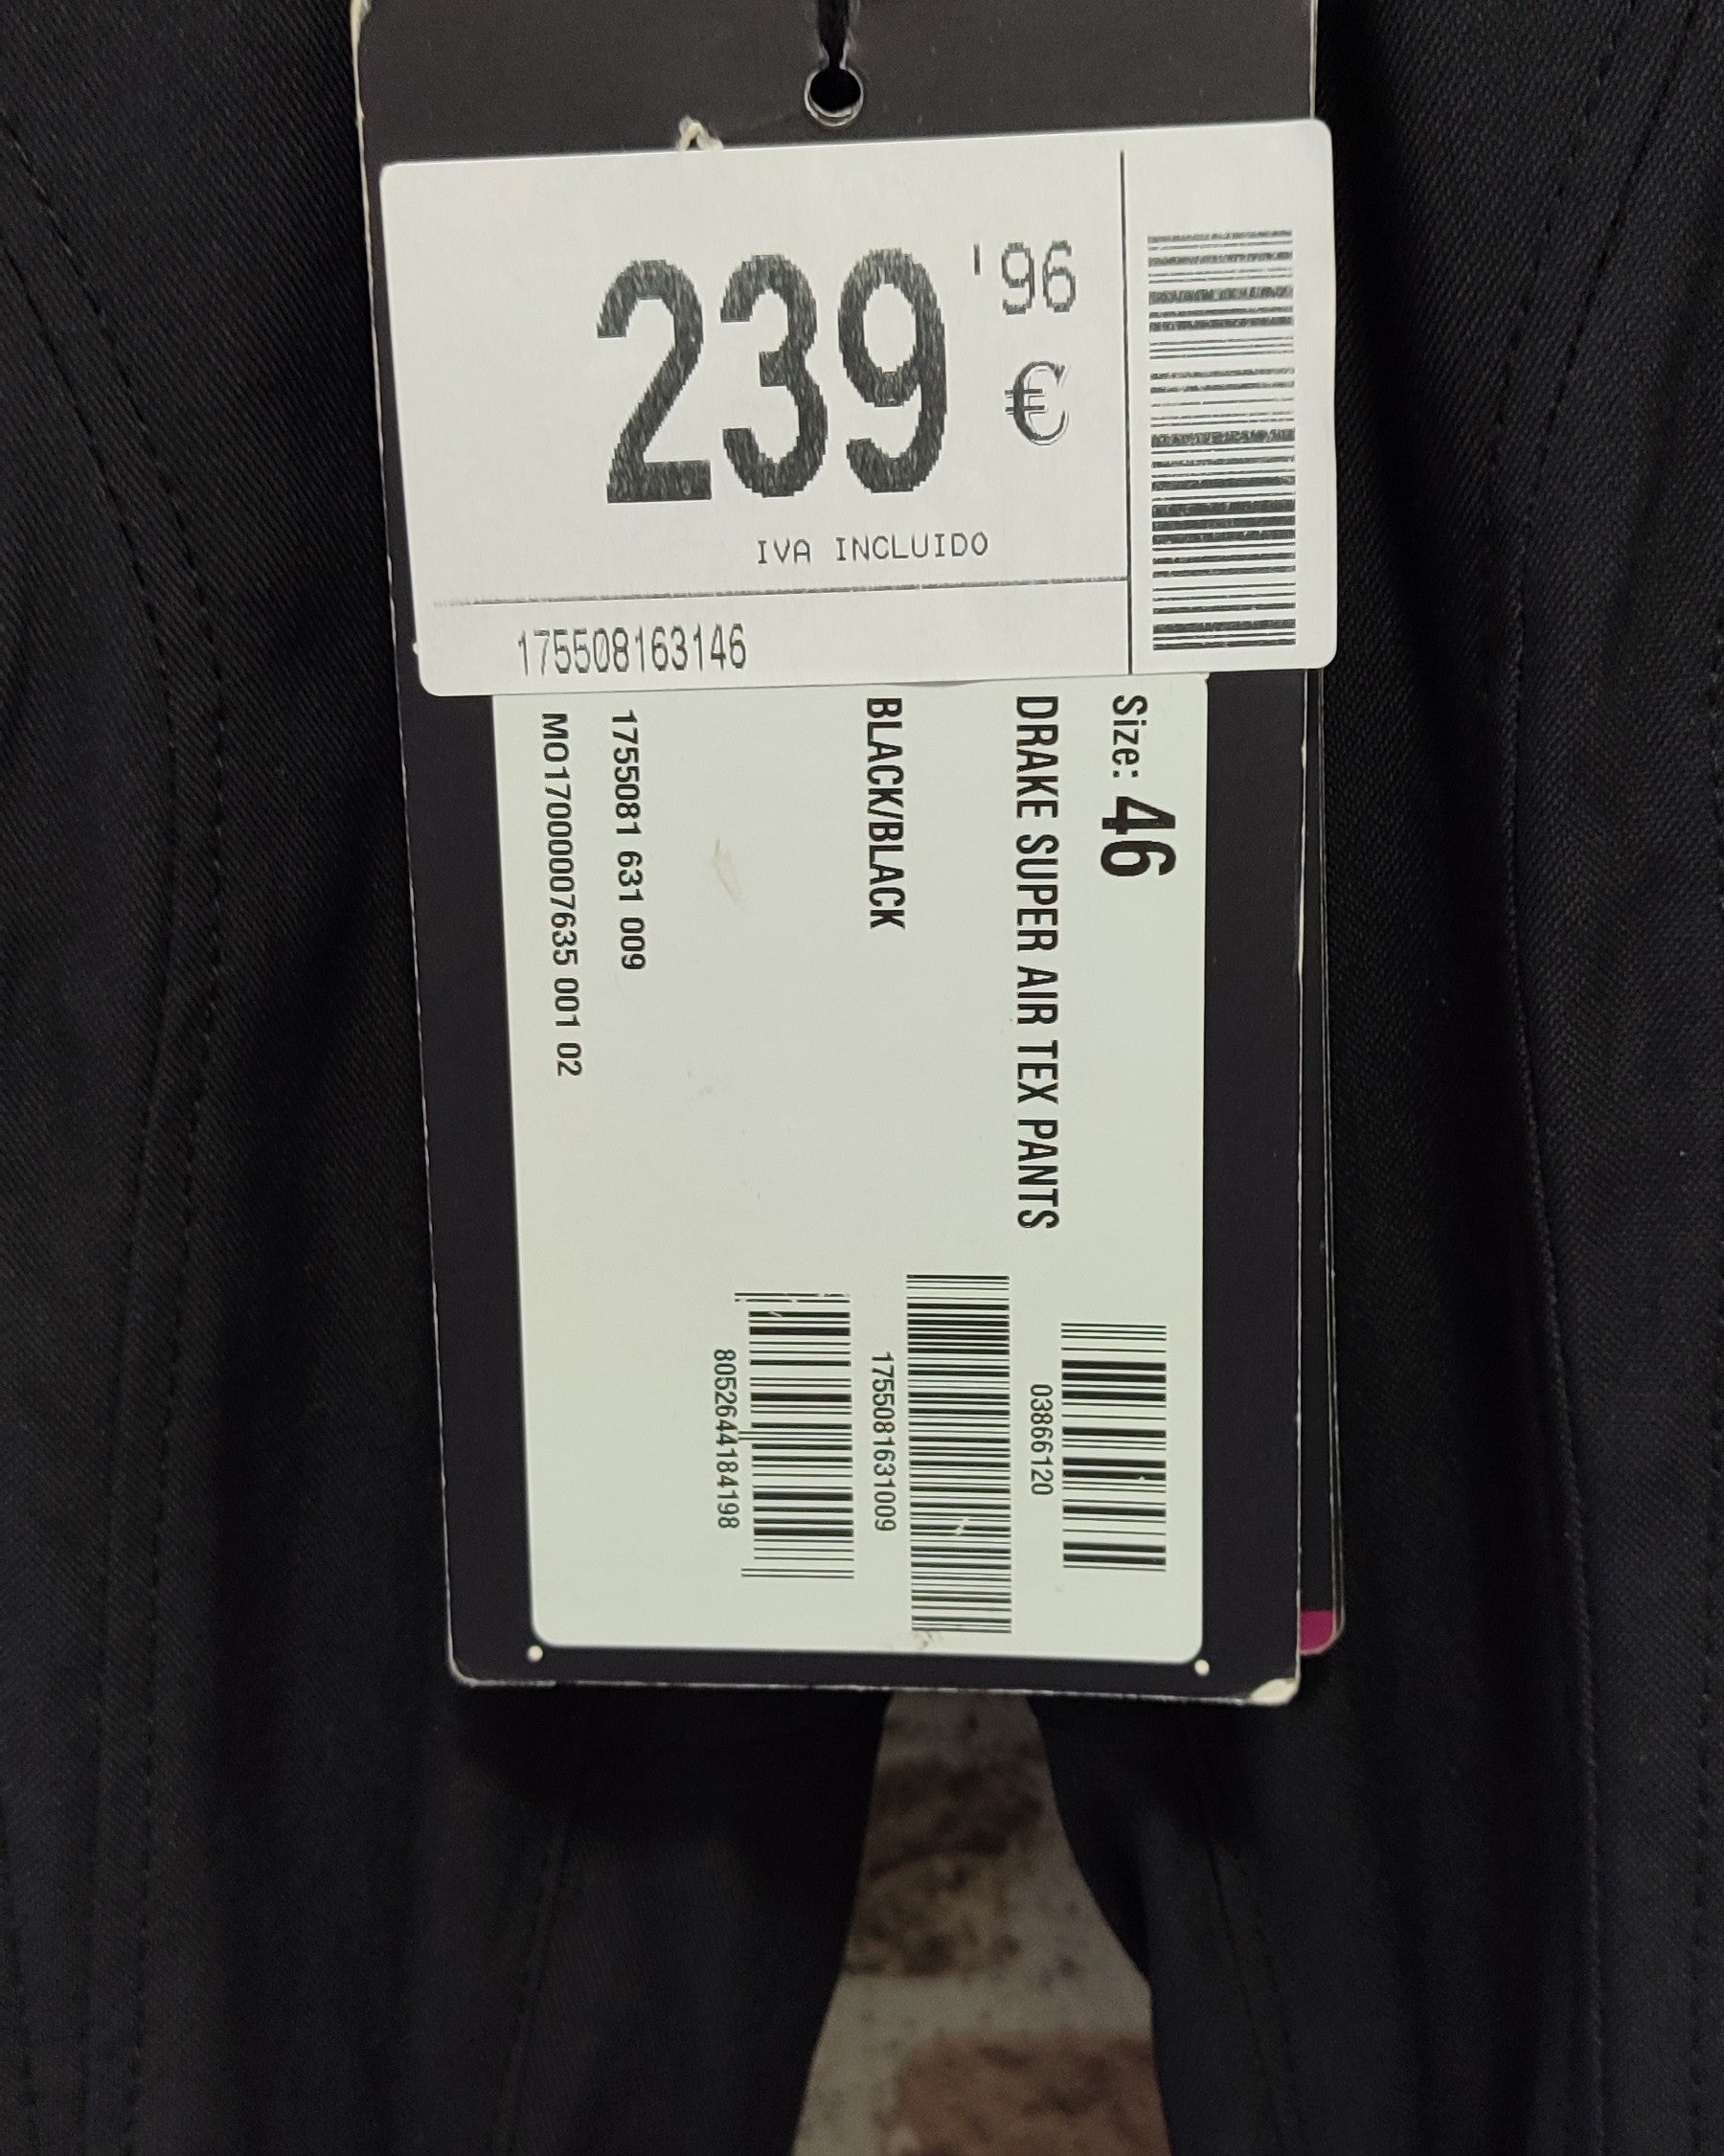 239'96 €
IVA INCLUIDO
175508163146
Size: 46
DRAKE SUPER AIR TEX PANTS
BLACK/BLACK
1755081 631 009
MO1700007635 001 02
03866120
1755081631009
8052644184198